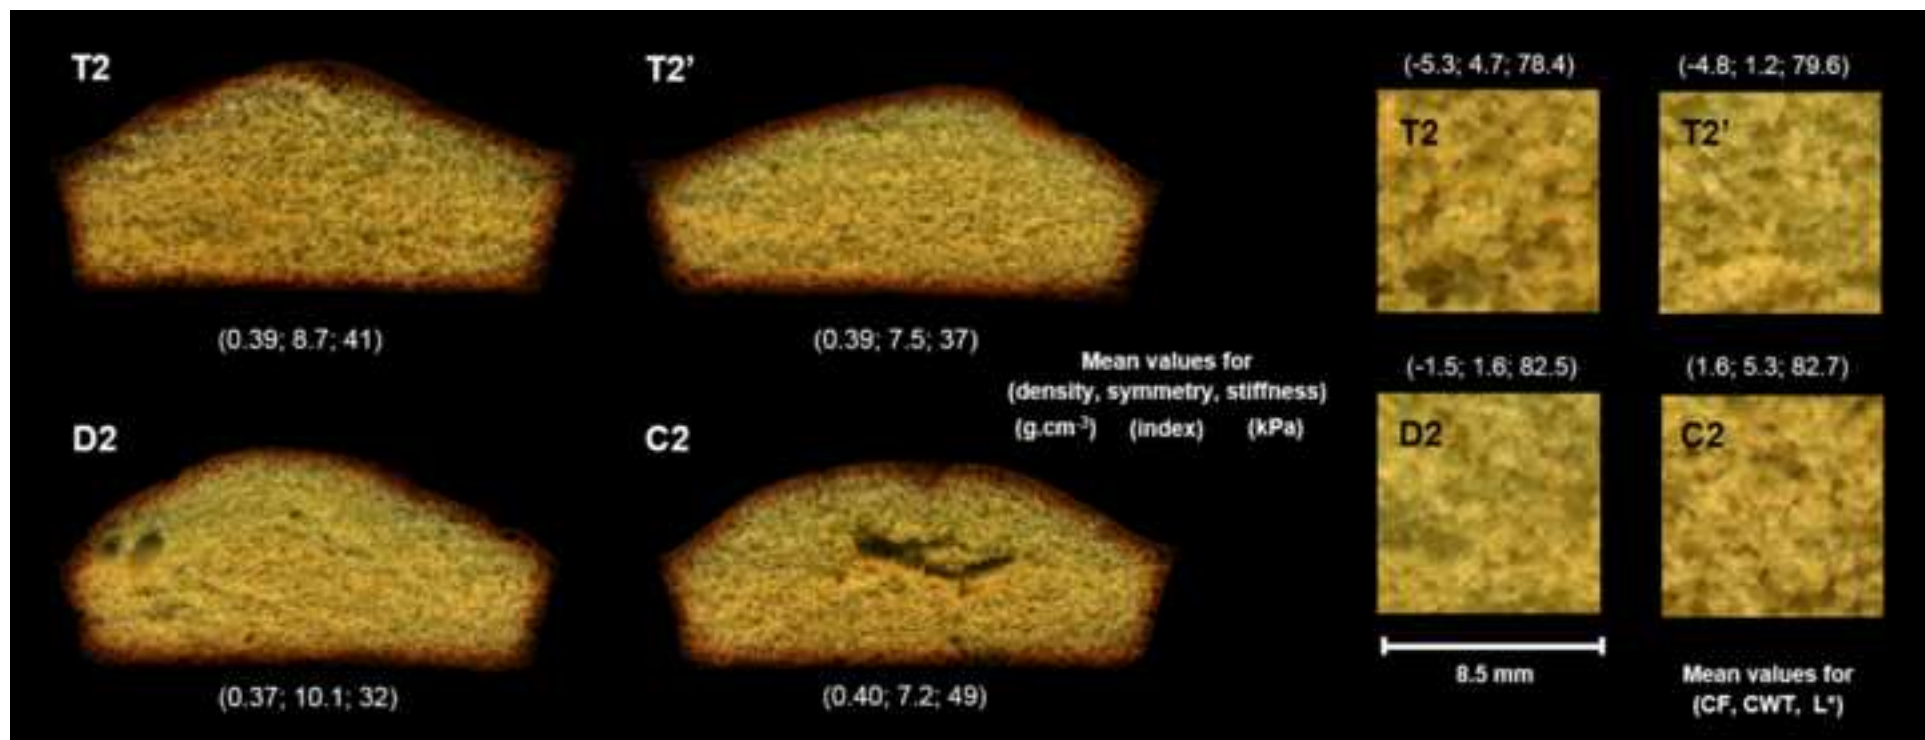 T2
T2’
(0.39; 8.7; 41)
(0.39; 7.5; 37)
D2
C2
(0.37; 10.1; 32)
(0.40; 7.2; 49)
Mean values for
(density, symmetry, stiffness)
(g.cm⁻³) (index) (kPa)
(-5.3; 4.7; 78.4)
(-4.8; 1.2; 79.6)
T2
T2’
(-1.5; 1.6; 82.5)
(1.6; 5.3; 82.7)
D2
C2
8.5 mm
Mean values for
(CF, CWT, L*)